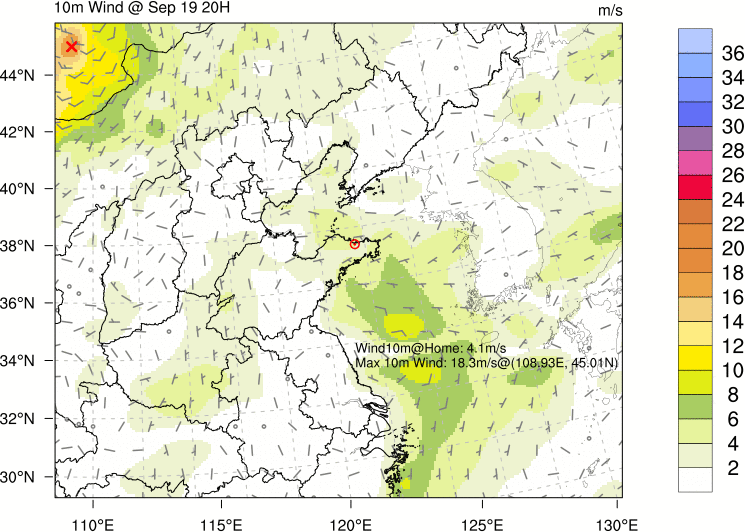 10m Wind @ Sep 19 20H
m/s
44°N
42°N
40°N
38°N
36°N
34°N
32°N
30°N
Wind10m@Home: 4.1m/s
Max 10m Wind: 18.3m/s@(108.93E, 45.01N)
110°E
115°E
120°E
125°E
130°E
36
34
32
30
28
26
24
22
20
18
16
14
12
10
8
6
4
2